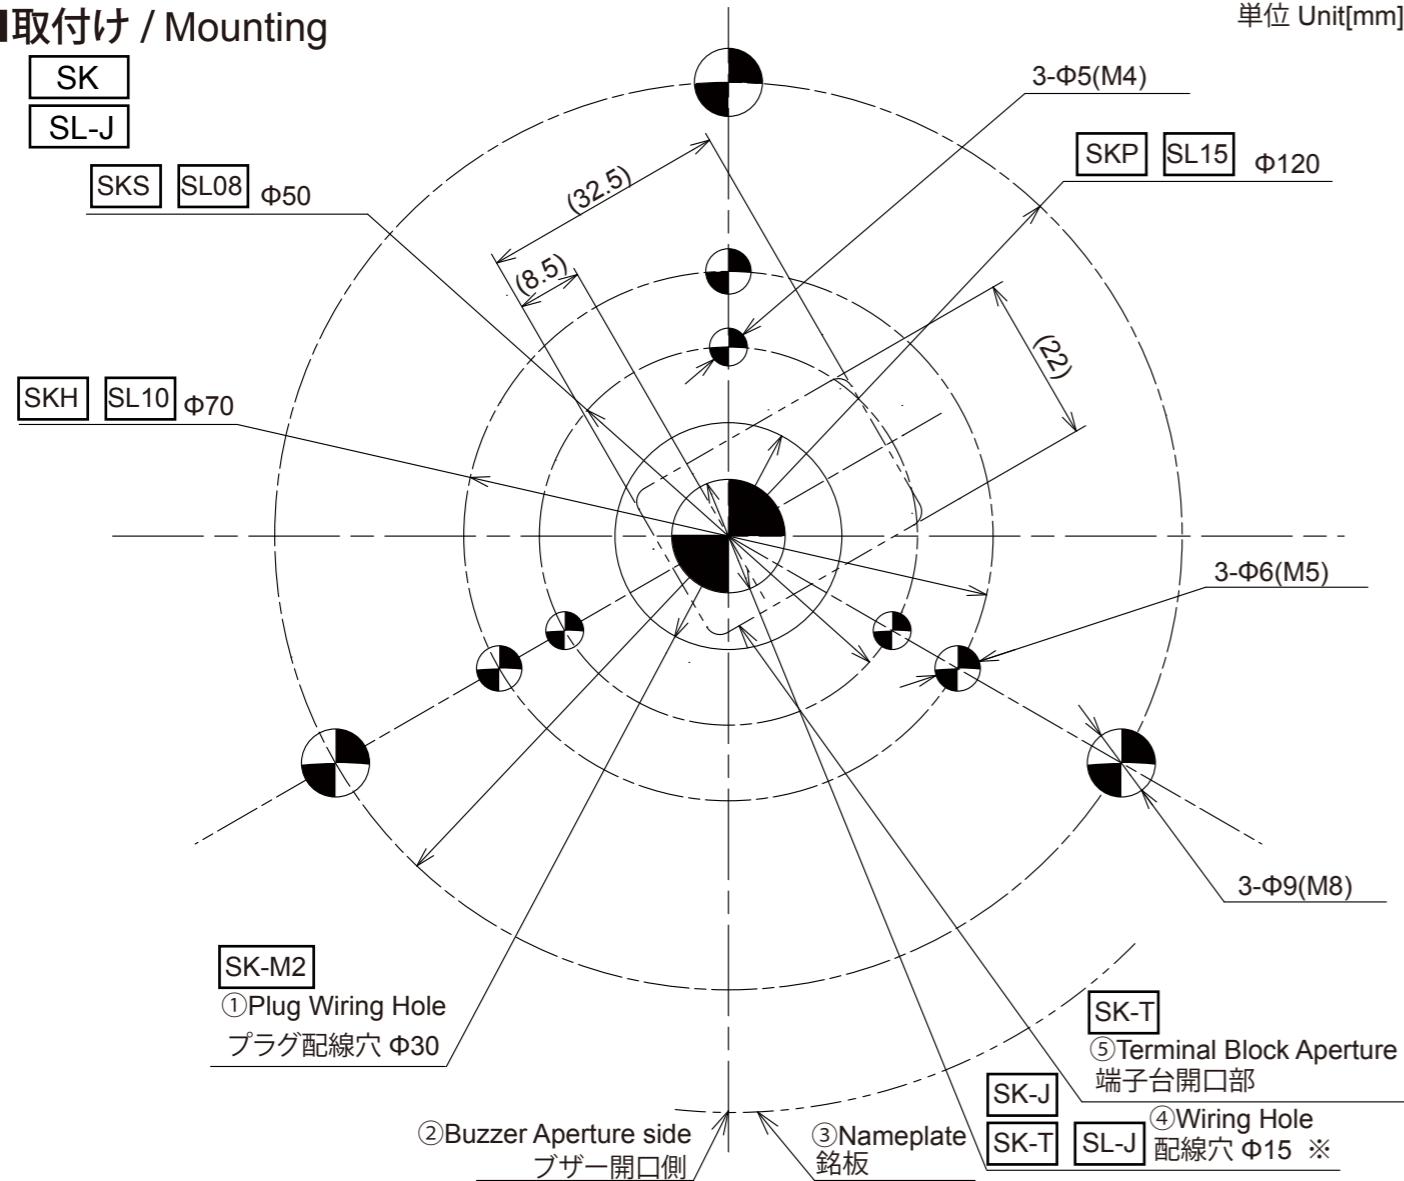 ■取付け / Mounting
単位 Unit[mm]
SK
SL-J
3-Φ5(M4)
SKP SL15 Φ120
SKS SL08 Φ50
(32.5)
(8.5)
(22)
SKH SL10 Φ70
3-Φ6(M5)
3-Φ9(M8)
SK-M2
①Plug Wiring Hole
プラグ配線穴 Φ30
SK-T
⑤Terminal Block Aperture
端子台開口部
SK-J
SK-T SL-J ④Wiring Hole
配線穴 Φ15 ※
②Buzzer Aperture side
ブザー開口側
③Nameplate
銘板